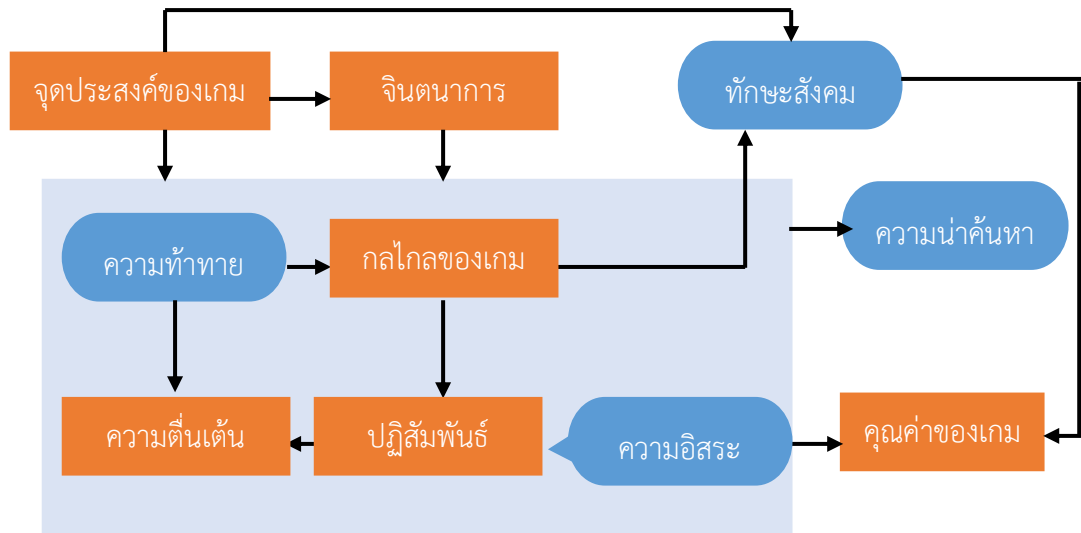 จุดประสงค์ของเกม
จินตนาการ
ทักษะสังคม
ความท้าทาย
กลไกลของเกม
ความน่าค้นหา
ความตื่นเต้น
ปฏิสัมพันธ์
ความอิสระ
คุณค่าของเกม